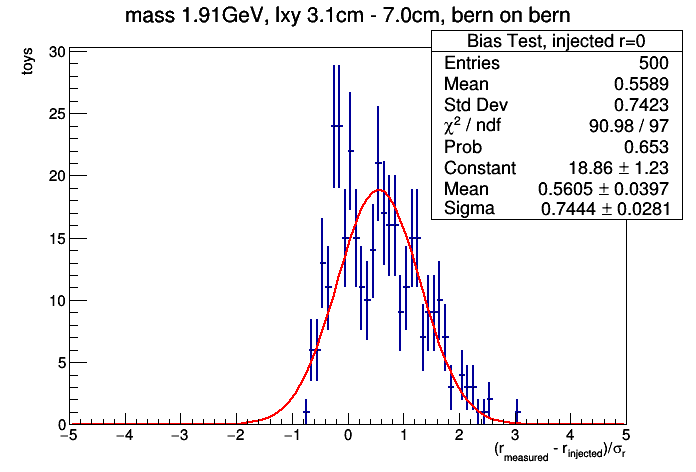 mass 1.91GeV, lxy 3.1cm - 7.0cm, bern on bern
Bias Test, injected r=0
Entries 500
Mean 0.5589
Std Dev 0.7423
χ² / ndf 90.98 / 97
Prob 0.653
Constant 18.86 ± 1.23
Mean 0.5605 ± 0.0397
Sigma 0.7444 ± 0.0281
toys
30
25
20
15
10
5
0
−5 −4 −3 −2 −1 0 1 2 3 4 5
(r_measured - r_injected)/σ_r